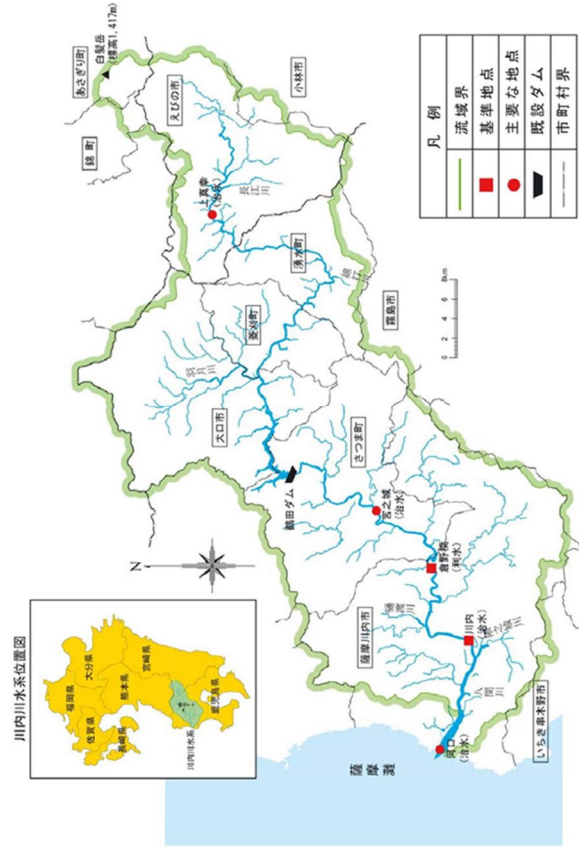 川内川水系位置図
福岡県
佐賀県
長崎県
大分県
熊本県
宮崎県
鹿児島県
川内川水系
N
あさぎり町
白髪岳
(標高1,417m)
錦町
えびの市
小林市
上真幸
(治水)
長江川
湧水町
綿打川
霧島市
菱刈町
羽月川
大口市
鶴田ダム
さつま町
宮之城
(治水)
倉野橋
(利水)
樋渡川
薩摩川内市
川内
(治水)
八間川
河口
(治水)
いちき串木野市
薩摩灘
0 2 4 6 8km
凡例
流域界
基準地点
主要な地点
既設ダム
市町村界